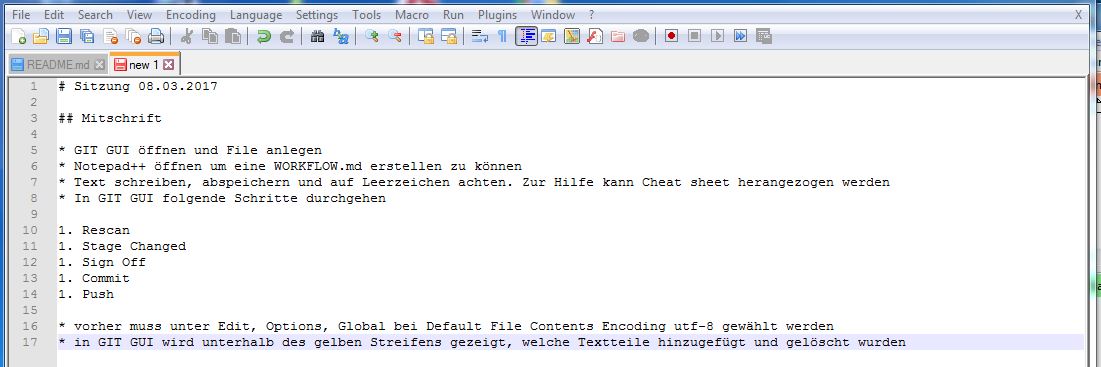 File Edit Search View Encoding Language Settings Tools Macro Run Plugins Window ? X
README.md new 1
1 # Sitzung 08.03.2017
2
3 ## Mitschrift
4
5 * GIT GUI öffnen und File anlegen
6 * Notepad++ öffnen um eine WORKFLOW.md erstellen zu können
7 * Text schreiben, abspeichern und auf Leerzeichen achten. Zur Hilfe kann Cheat sheet herangezogen werden
8 * In GIT GUI folgende Schritte durchgehen
9
10 1. Rescan
11 1. Stage Changed
12 1. Sign Off
13 1. Commit
14 1. Push
15
16 * vorher muss unter Edit, Options, Global bei Default File Contents Encoding utf-8 gewählt werden
17 * in GIT GUI wird unterhalb des gelben Streifens gezeigt, welche Textteile hinzugefügt und gelöscht wurden